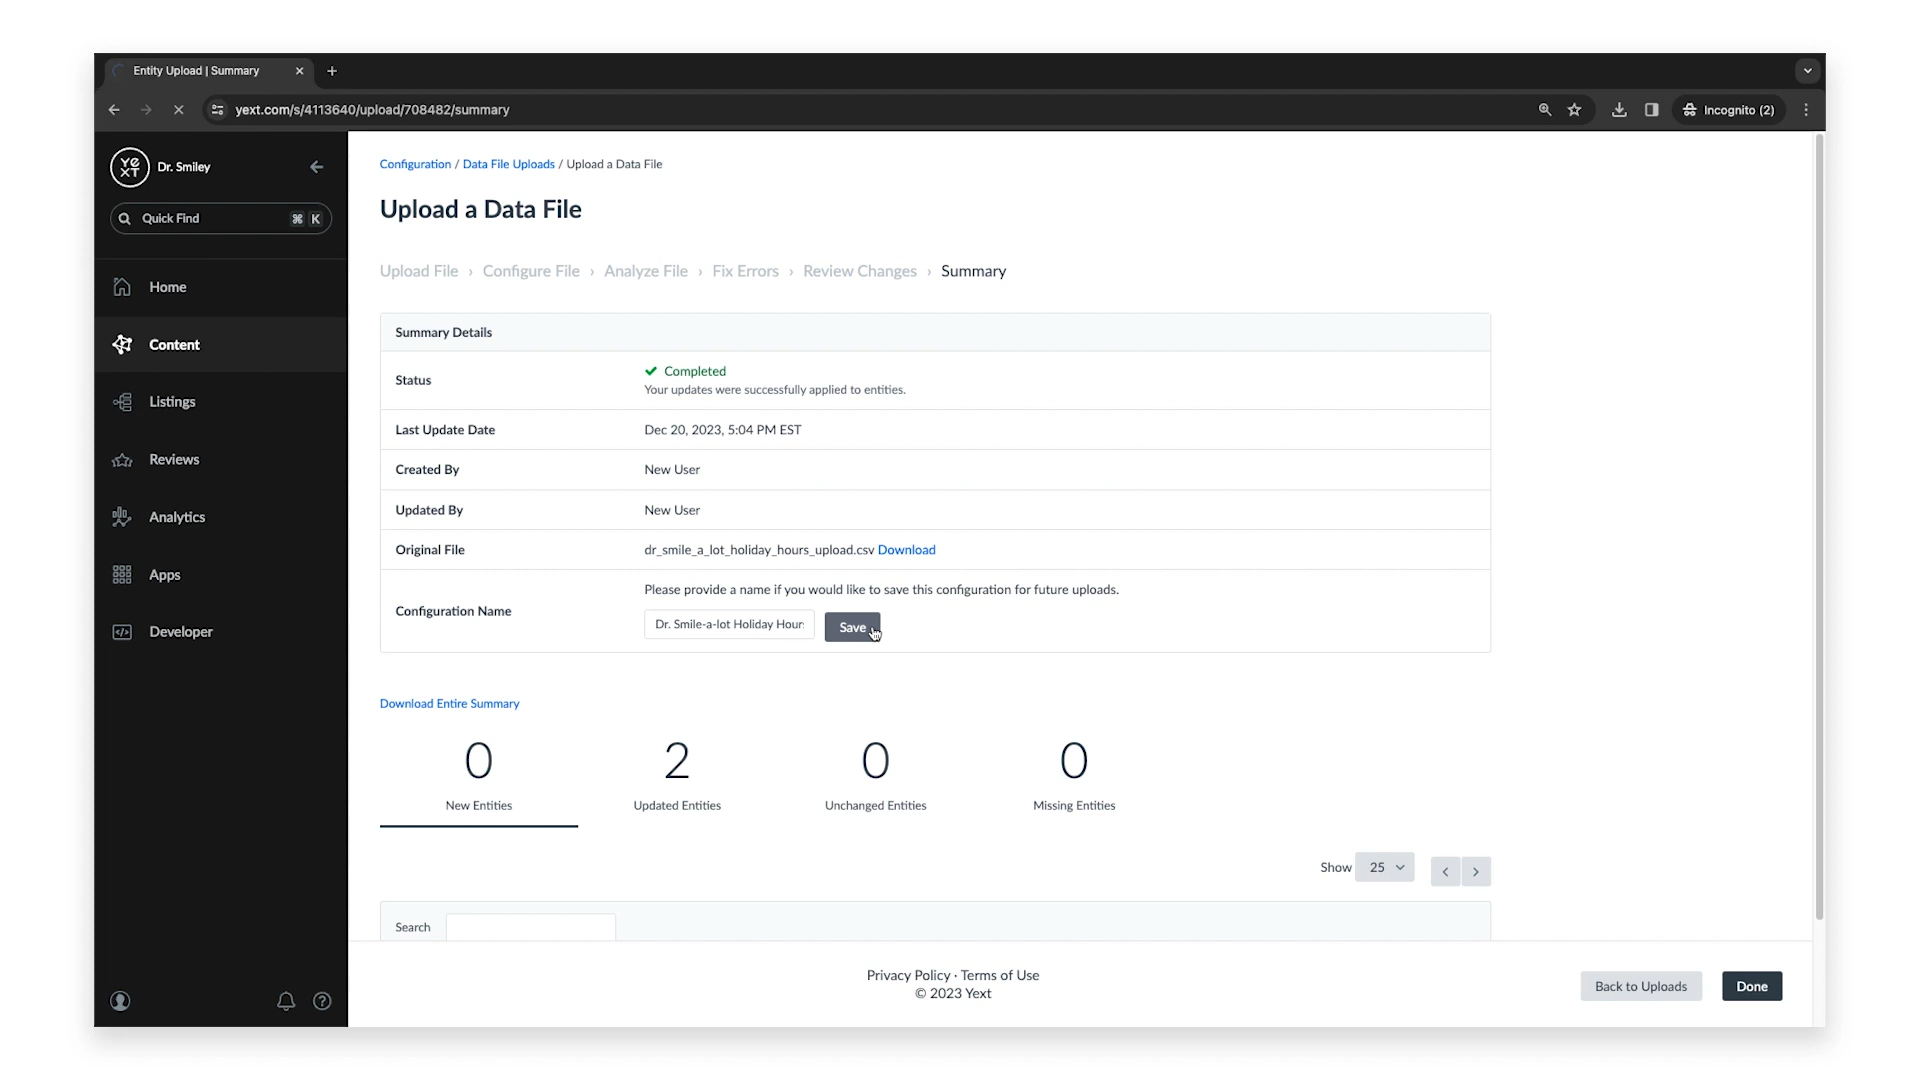 Entity Upload | Summary
yext.com/s/4113640/upload/708482/summary
Incognito (2)
YEXT
Dr. Smiley
Quick Find
⌘ K
Home
Content
Listings
Reviews
Analytics
Apps
Developer
Configuration / Data File Uploads / Upload a Data File
Upload a Data File
Upload File › Configure File › Analyze File › Fix Errors › Review Changes › Summary
Summary Details
Status
Completed
Your updates were successfully applied to entities.
Last Update Date
Dec 20, 2023, 5:04 PM EST
Created By
New User
Updated By
New User
Original File
dr_smile_a_lot_holiday_hours_upload.csv Download
Configuration Name
Please provide a name if you would like to save this configuration for future uploads.
Dr. Smile-a-lot Holiday Hour
Save
Download Entire Summary
0
New Entities
2
Updated Entities
0
Unchanged Entities
0
Missing Entities
Show 25
Search
Privacy Policy · Terms of Use
© 2023 Yext
Back to Uploads
Done